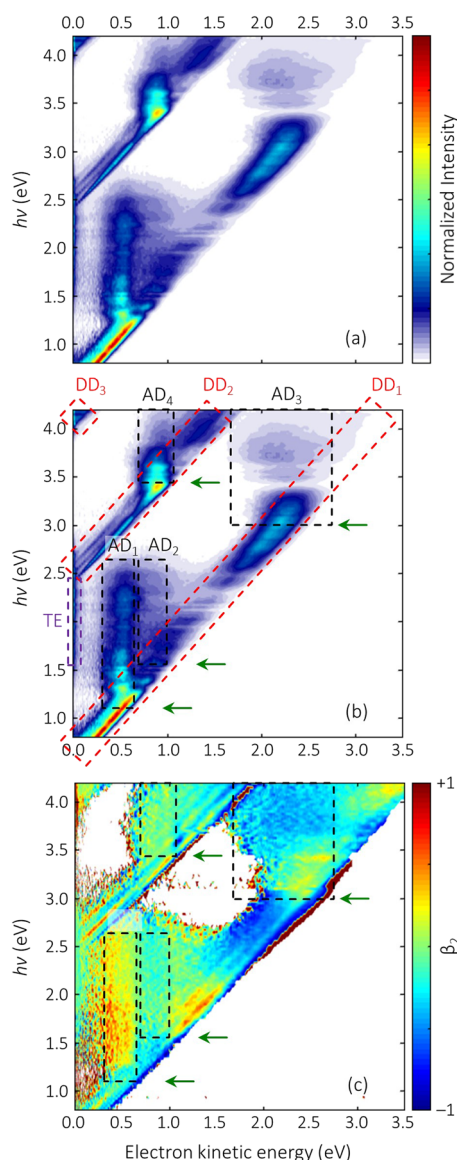 0.0 0.5 1.0 1.5 2.0 2.5 3.0 3.5
4.0
3.5
3.0
2.5
2.0
1.5
1.0
hν (eV)
(a)
Normalized Intensity
DD3 AD4 DD2 AD3 DD1
4.0
3.5
3.0
2.5
2.0
1.5
1.0
hν (eV)
AD1 AD2
TE
(b)
0.0 0.5 1.0 1.5 2.0 2.5 3.0 3.5
4.0
3.5
3.0
2.5
2.0
1.5
1.0
hν (eV)
(c)
+1
β2
−1
0.0 0.5 1.0 1.5 2.0 2.5 3.0 3.5
Electron kinetic energy (eV)